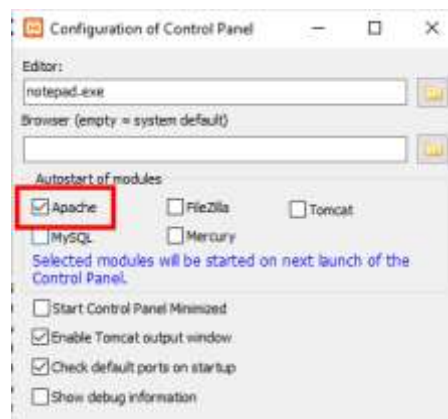 Configuration of Control Panel
Editor:
notepad.exe
Browser (empty = system default)
Autostart of modules
Apache FileZilla Tomcat
MySQL Mercury
Selected modules will be started on next launch of the
Control Panel.
Start Control Panel Minimized
Enable Tomcat output window
Check default ports on startup
Show debug information